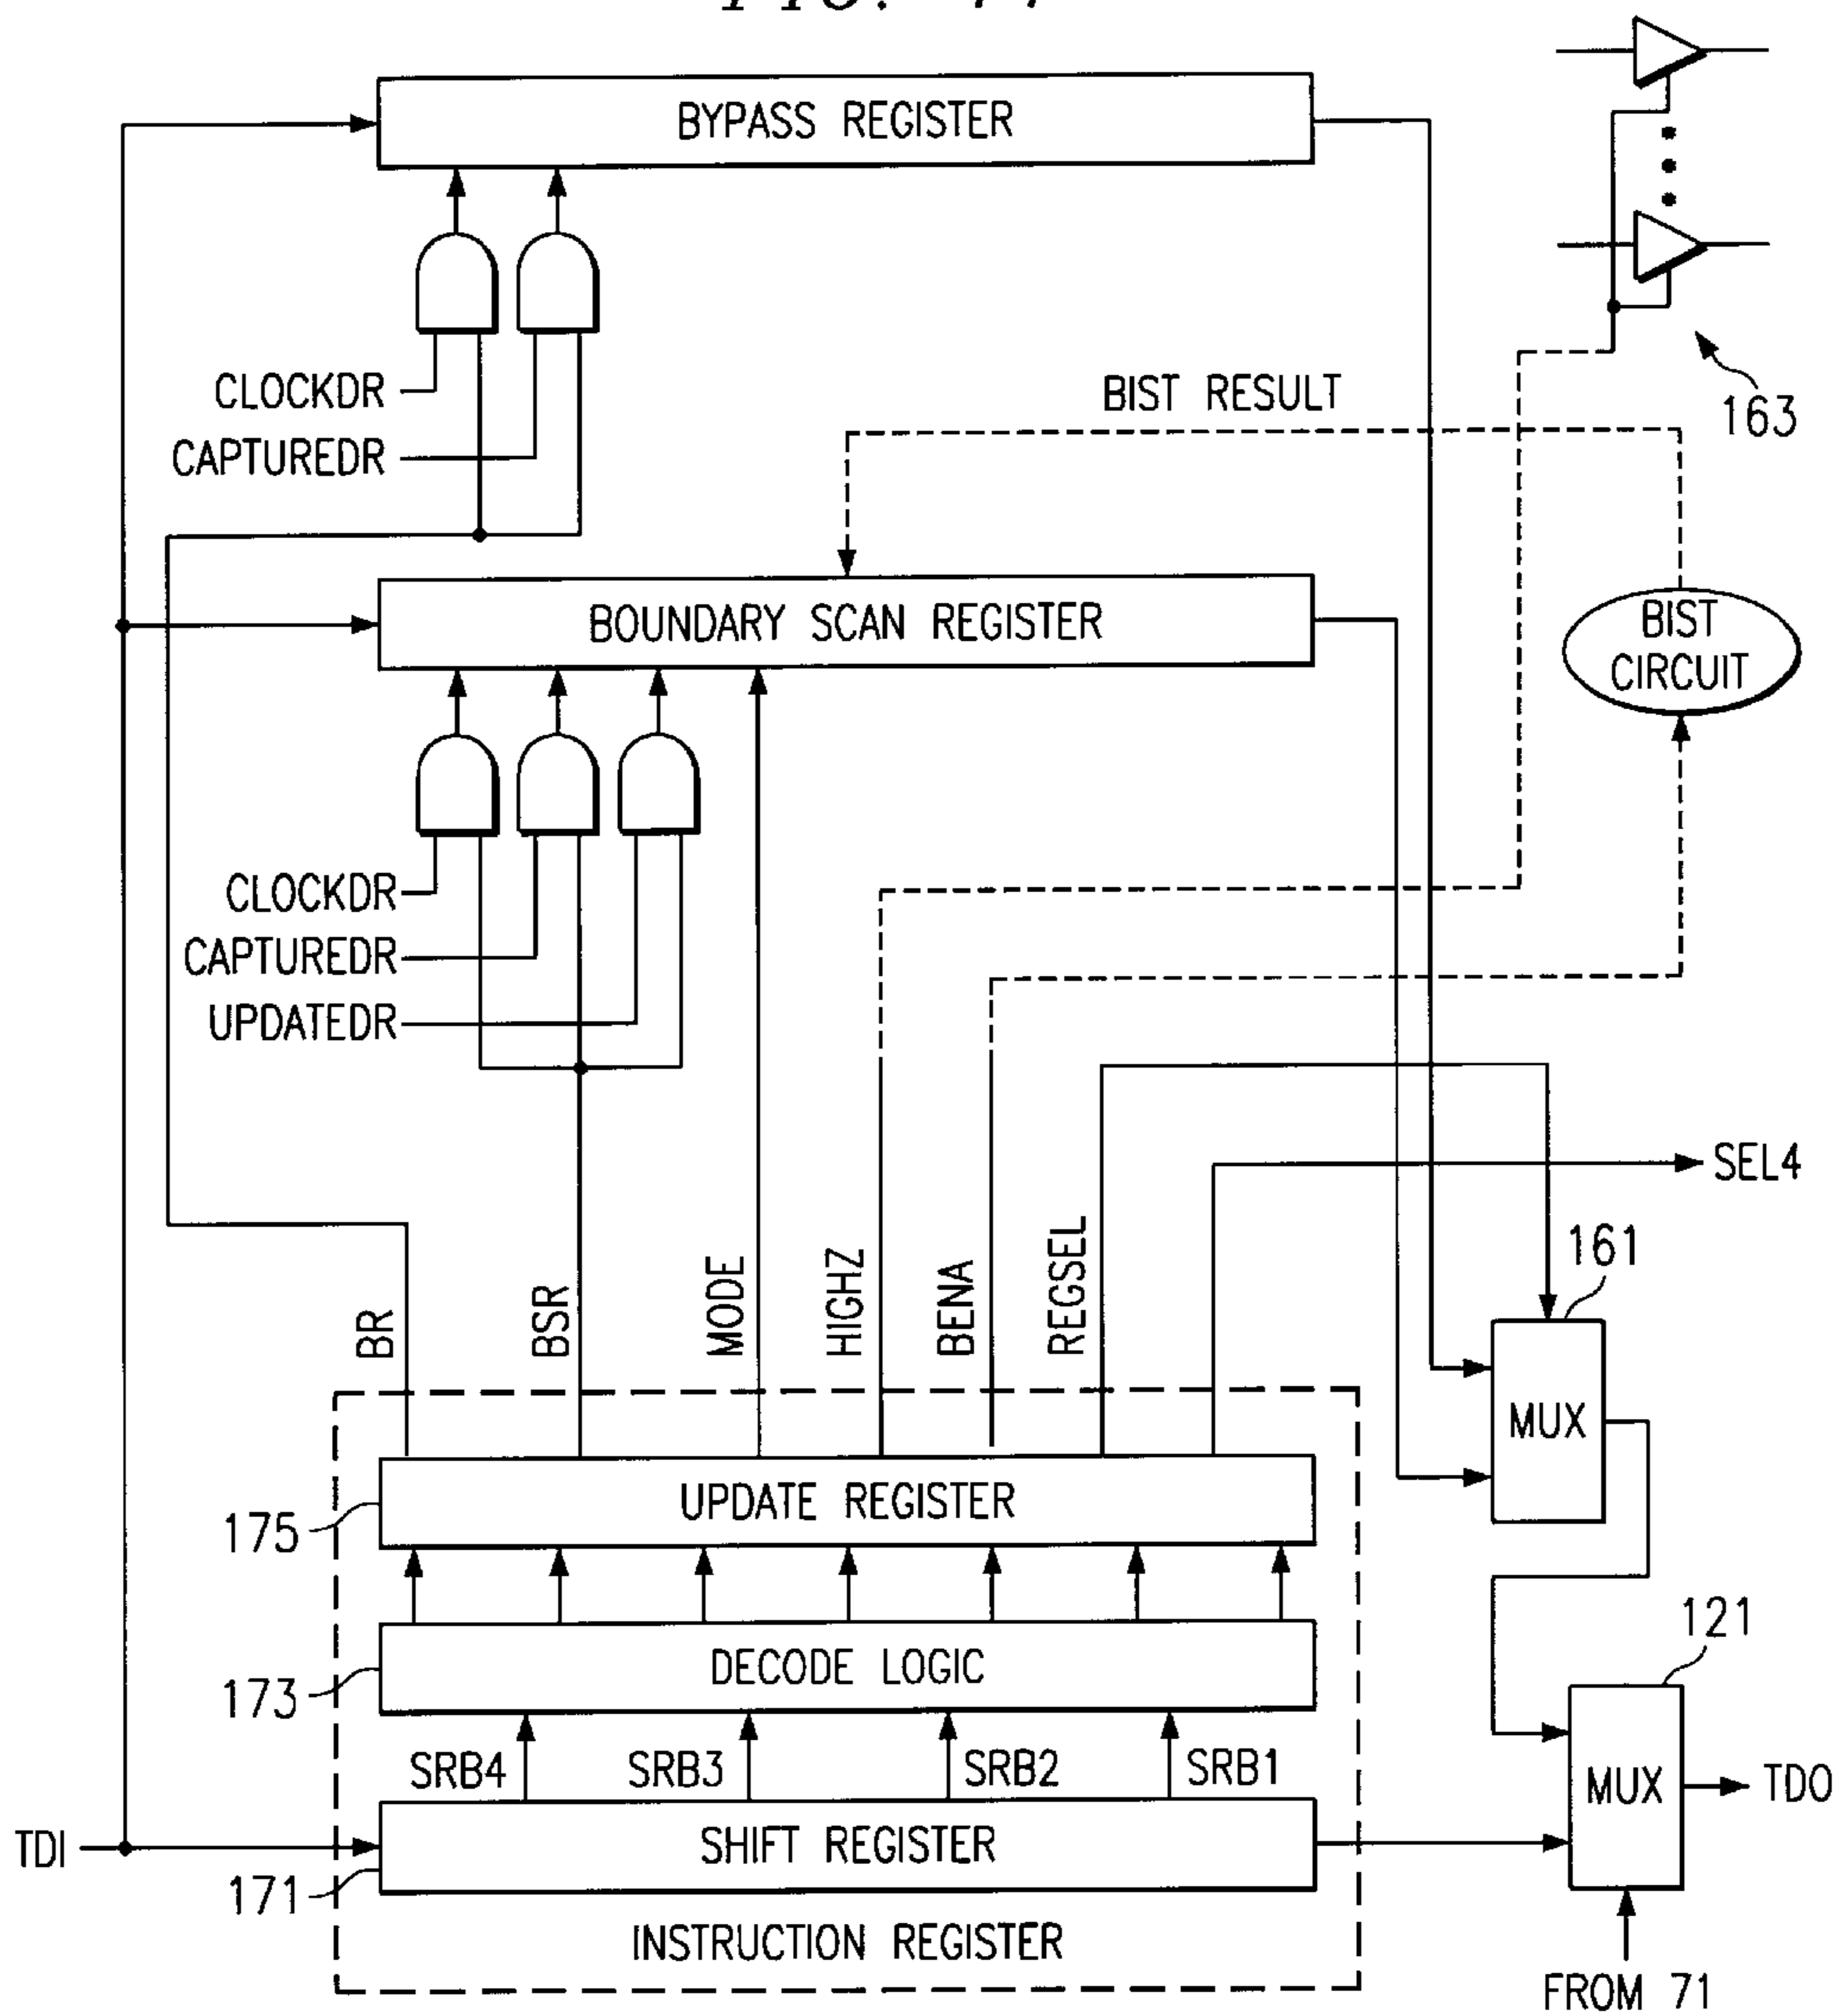 BYPASS REGISTER
CLOCKDR
CAPTUREDR
BIST RESULT
163
BOUNDARY SCAN REGISTER
BIST
CIRCUIT
CLOCKDR
CAPTUREDR
UPDATEDR
SEL4
161
BR
BSR
MODE
HIGHZ
BENA
REGSEL
MUX
UPDATE REGISTER
175
121
DECODE LOGIC
173
SRB4
SRB3
SRB2
SRB1
MUX
TDO
TDI
SHIFT REGISTER
171
INSTRUCTION REGISTER
FROM 71